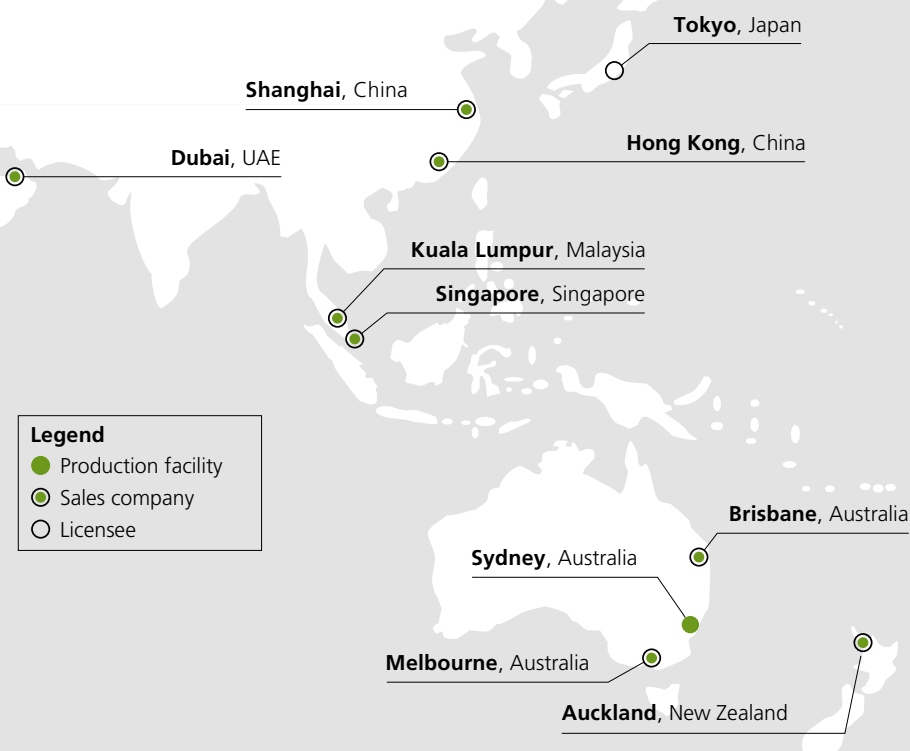 Tokyo, Japan
Shanghai, China
Hong Kong, China
Dubai, UAE
Kuala Lumpur, Malaysia
Singapore, Singapore
Legend
Production facility
Sales company
Licensee
Brisbane, Australia
Sydney, Australia
Melbourne, Australia
Auckland, New Zealand